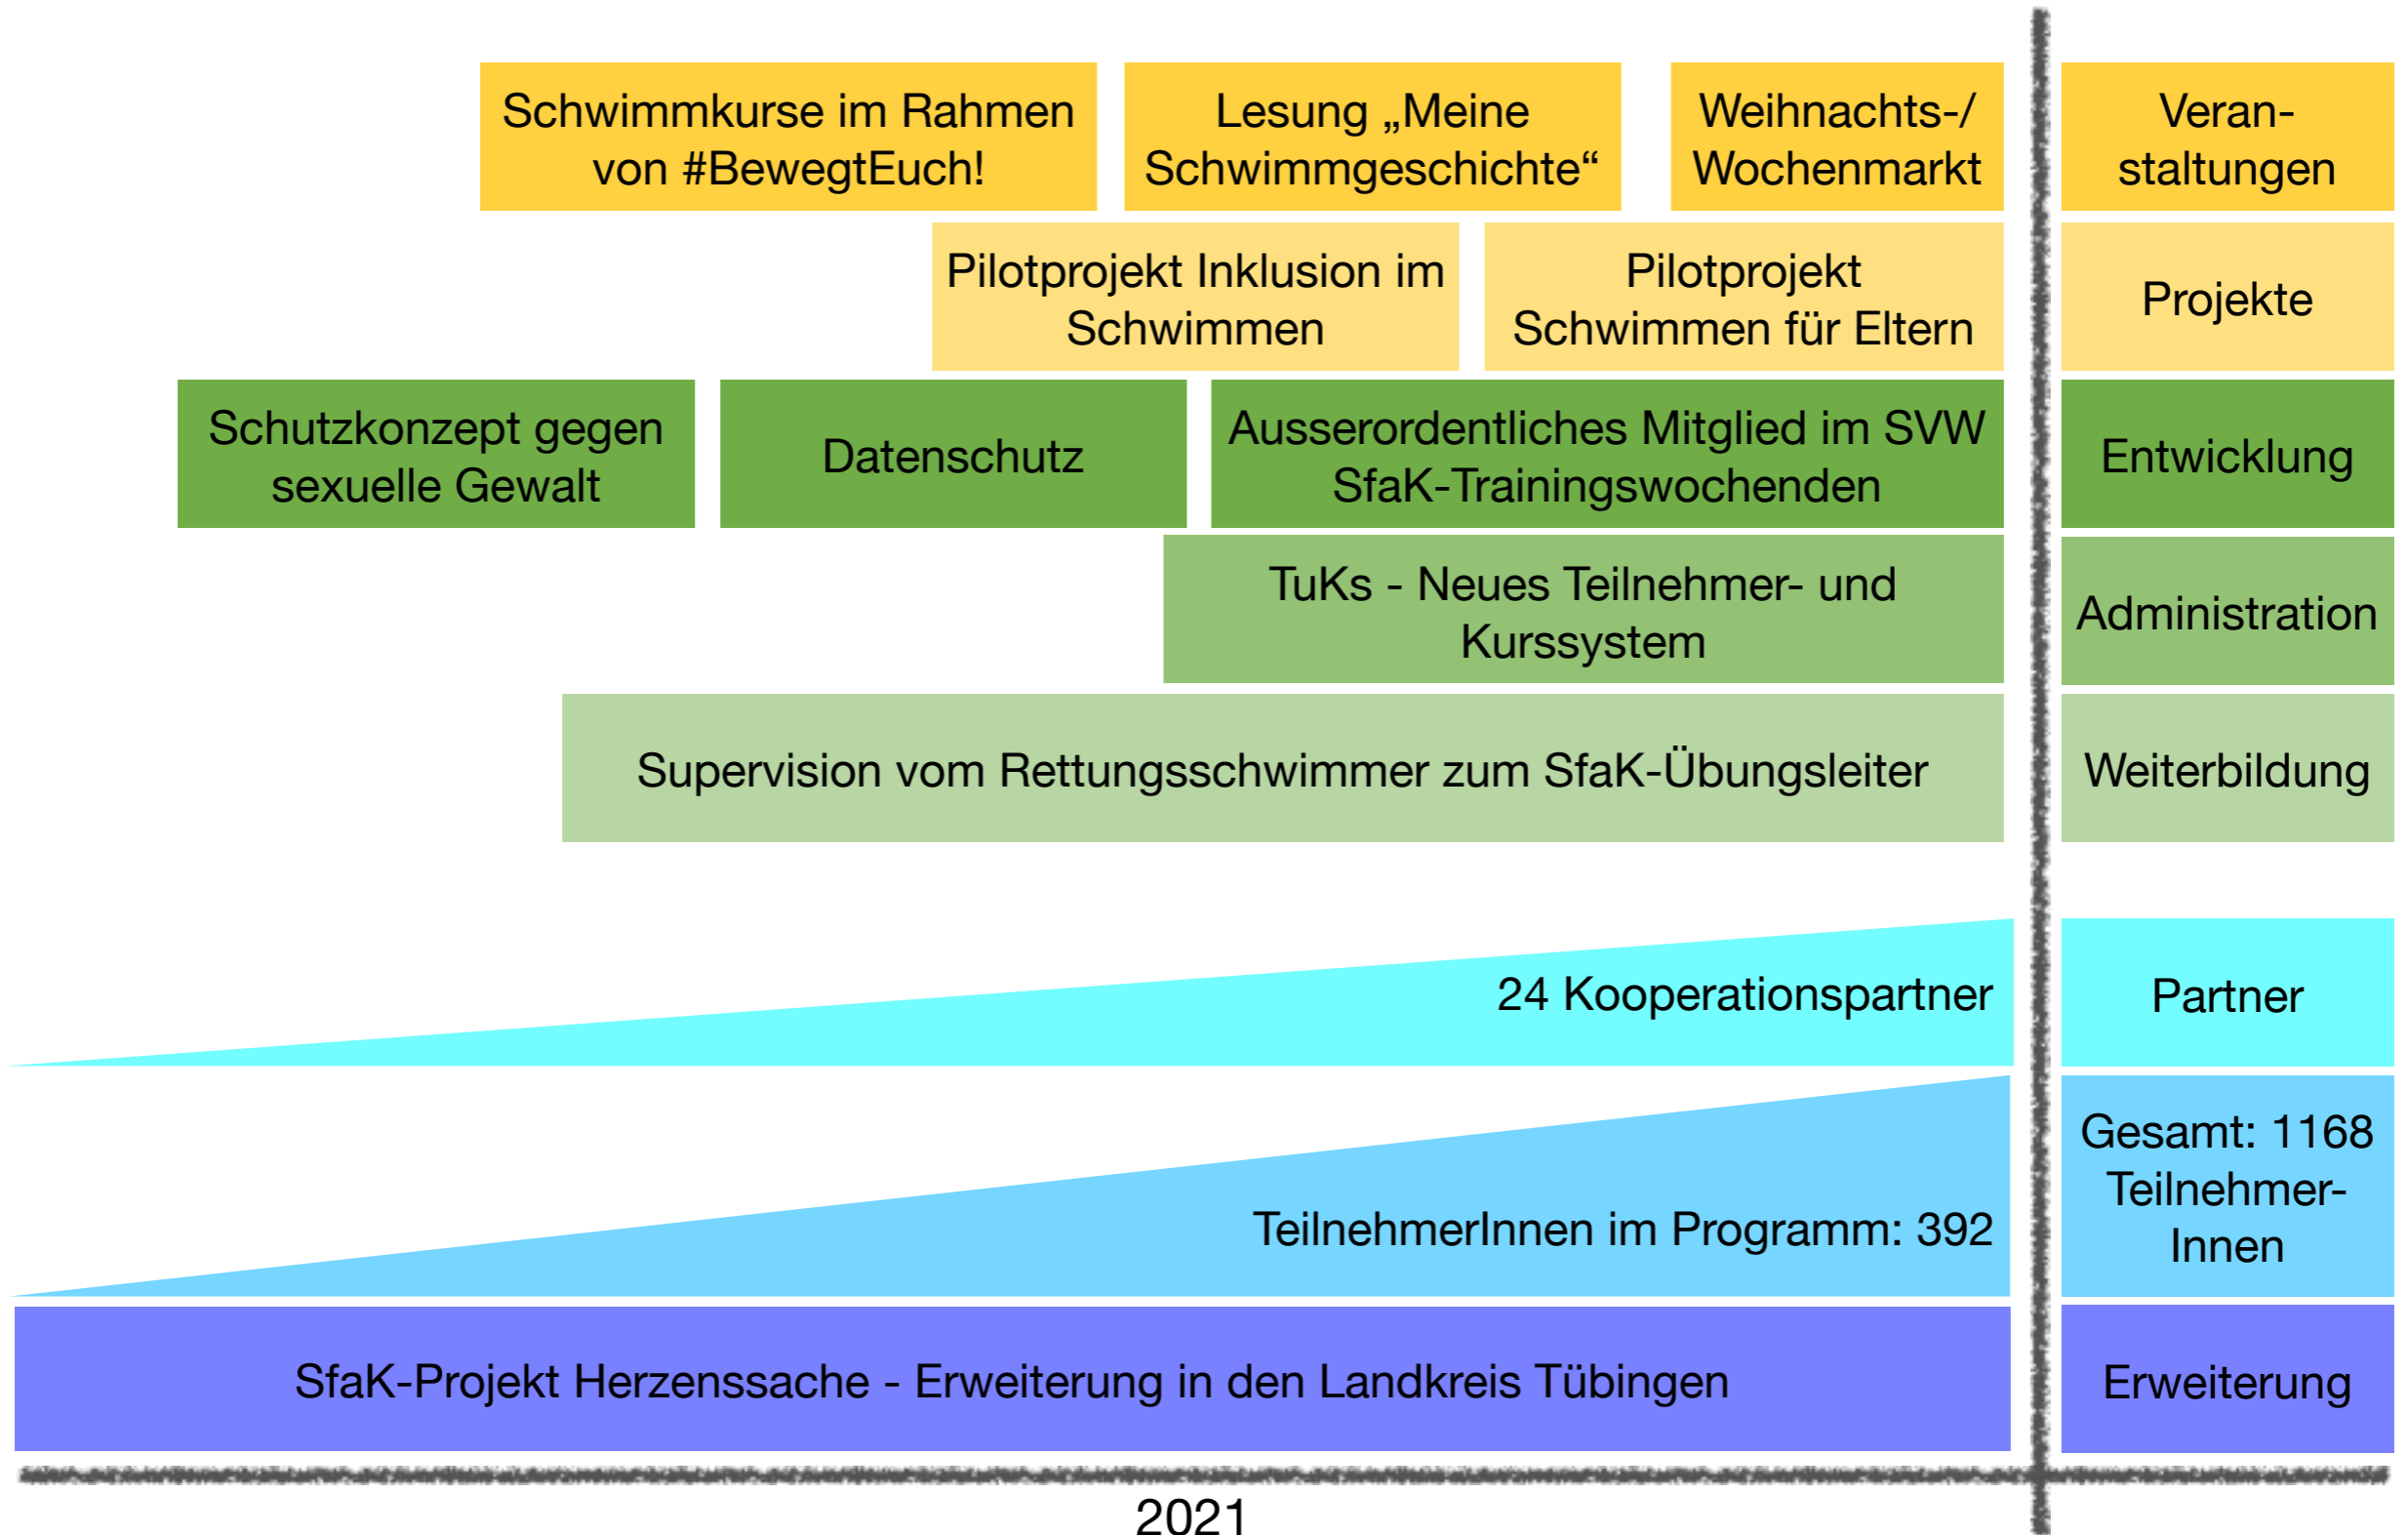 Schwimmkurse im Rahmen
von #BewegtEuch!
Lesung „Meine
Schwimmgeschichte“
Weihnachts-/
Wochenmarkt
Veran-
staltungen
Pilotprojekt Inklusion im
Schwimmen
Pilotprojekt
Schwimmen für Eltern
Projekte
Schutzkonzept gegen
sexuelle Gewalt
Datenschutz
Ausserordentliches Mitglied im SVW
SfaK-Trainingswochenden
Entwicklung
TuKs - Neues Teilnehmer- und
Kurssystem
Administration
Supervision vom Rettungsschwimmer zum SfaK-Übungsleiter
Weiterbildung
24 Kooperationspartner
Partner
TeilnehmerInnen im Programm: 392
Gesamt: 1168
Teilnehmer-
Innen
SfaK-Projekt Herzenssache - Erweiterung in den Landkreis Tübingen
Erweiterung
2021